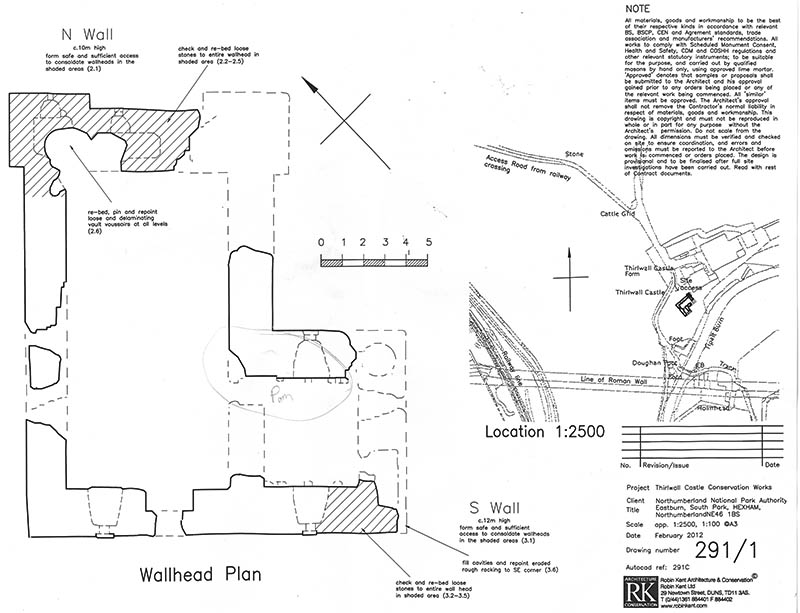 N Wall
c.10m high
form safe and sufficient access
to consolidate wallheads in the
shaded areas (2.1)
check and re-bed loose
stones to entire wallhead in
shaded area (2.2-2.5)
re-bed, pin and repoint
loose and delaminating
vault voussoirs at all levels
(2.6)
0 1 2 3 4 5
S Wall
c.12m high
form safe and sufficient
access to consolidate wallheads
in the shaded areas (3.1)
fill cavities and repoint eroded
rough racking to SE corner (3.6)
check and re-bed loose
stones to entire wall head
in shaded area (3.2-3.5)
Wallhead Plan
NOTE
All materials, goods and workmanship to be the best
of their respective kinds in accordance with relevant
BS, BSCP, CEN and Agrement standards, trade
association and manufacturers' recommendations. All
works to comply with Scheduled Monument Consent,
Health and Safety, CDM and COSHH regulations and
other relevant statutory instruments; to be suitable
for the purpose, and carried out by qualified
masons by hand only, using approved lime mortar.
'Approved' denotes that samples or proposals shall
be submitted to the Architect and his approval
gained prior to any orders being placed or any of
the relevant work being commenced. All 'similar'
items must be approved. The Architect's approval
shall not remove the Contractor's normal liability in
respect of materials, goods and workmanship. This
drawing is copyright and must not be reproduced in
whole or in part for any purpose without the
Architect's permission. Do not scale from the
drawing. All dimensions must be verified and checked
on site to ensure coordination, and errors and
omissions must be reported to the Architect before
work is commenced or orders placed. The design is
provisional and to be finalised after full site
investigations have been carried out. Read with rest
of Contract documents.
Stone
Access Road from railway
crossing
Cattle Grid
Thirlwall Castle
Farm
Site
access
Thirlwall Castle
Tipalt Burn
Foot
Doughan
FB
Track
Railway line
Line of Roman Wall
Location 1:2500
No. Revision/Issue Date
Project Thirlwall Castle Conservation Works
Client Northumberland National Park Authority
Title Eastburn, South Park, HEXHAM,
NorthumberlandNE46 1BS
Scale app. 1:2500, 1:100 @A3
Date February 2012
Drawing number 291/1
Autocad ref: 291C
ARCHITECTURE
RK
CONSERVATION
Robin Kent Architecture & Conservation©
Robin Kent Ltd
29 Newtown Street, DUNS, TD11 3AS.
T (0/44)1361 884401 F 884402
www.robinkent.com